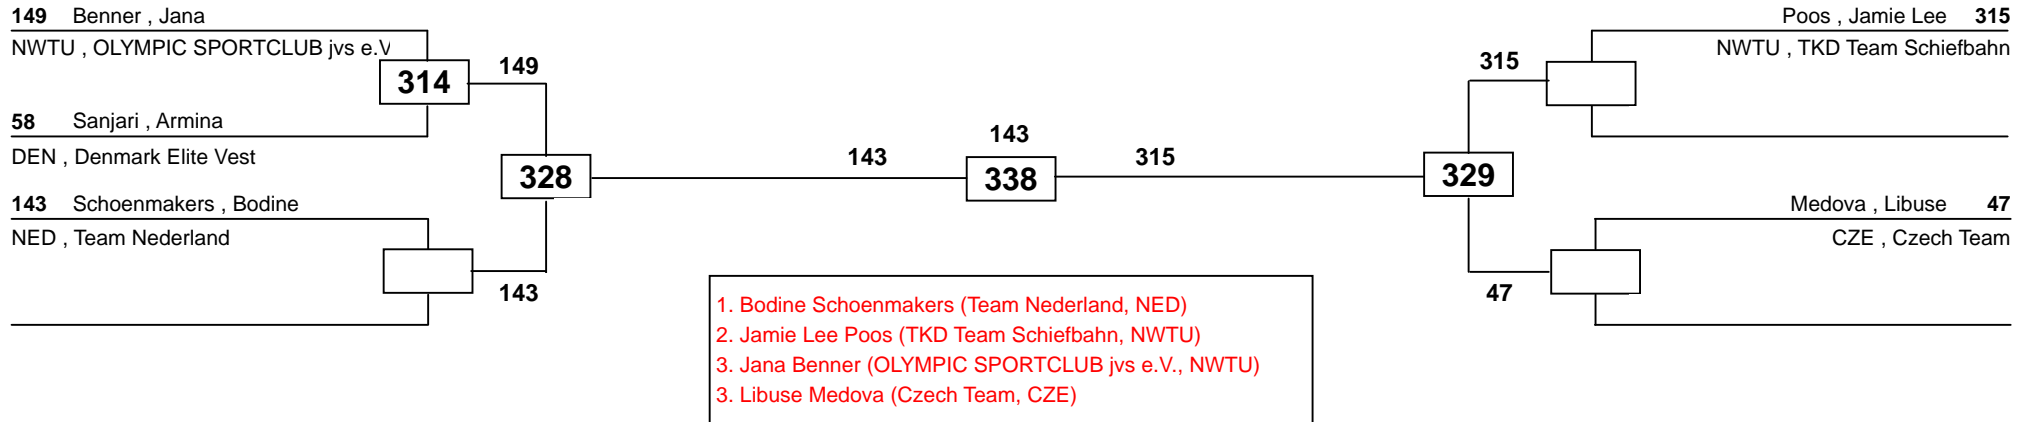 149 Benner , Jana
NWTU , OLYMPIC SPORTCLUB jvs e.V
314
149
58 Sanjari , Armina
DEN , Denmark Elite Vest
328
143 Schoenmakers , Bodine
NED , Team Nederland
143
143
143
338
315
Poos , Jamie Lee 315
NWTU , TKD Team Schiefbahn
315
329
Medova , Libuse 47
CZE , Czech Team
47
1. Bodine Schoenmakers (Team Nederland, NED)
2. Jamie Lee Poos (TKD Team Schiefbahn, NWTU)
3. Jana Benner (OLYMPIC SPORTCLUB jvs e.V., NWTU)
3. Libuse Medova (Czech Team, CZE)